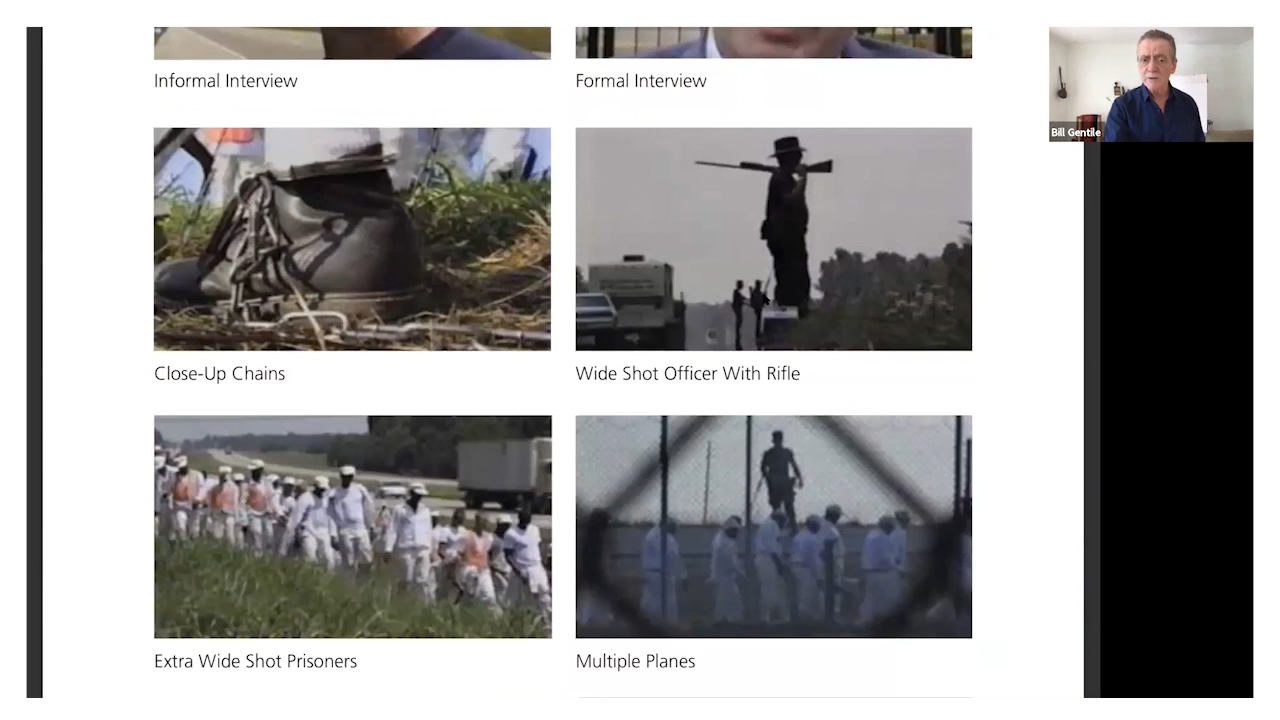 Informal Interview
Formal Interview
Bill Gentile
Close-Up Chains
Wide Shot Officer With Rifle
Extra Wide Shot Prisoners
Multiple Planes